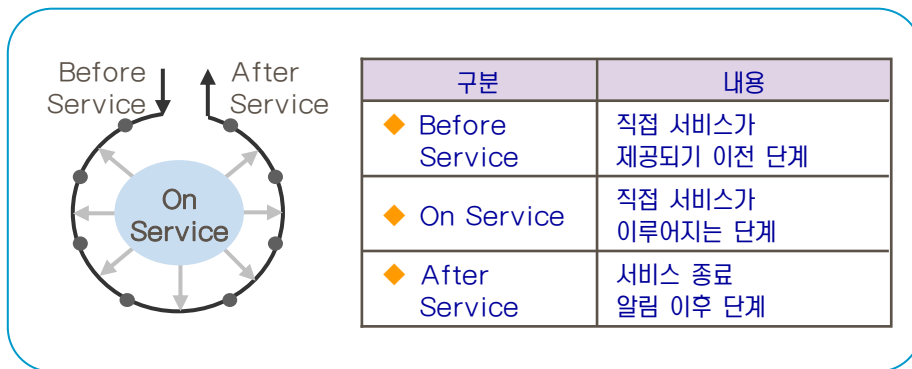 Before
Service
After
Service
On
Service
구분
내용
Before
Service
직접 서비스가
제공되기 이전 단계
On Service
직접 서비스가
이루어지는 단계
After
Service
서비스 종료
알림 이후 단계